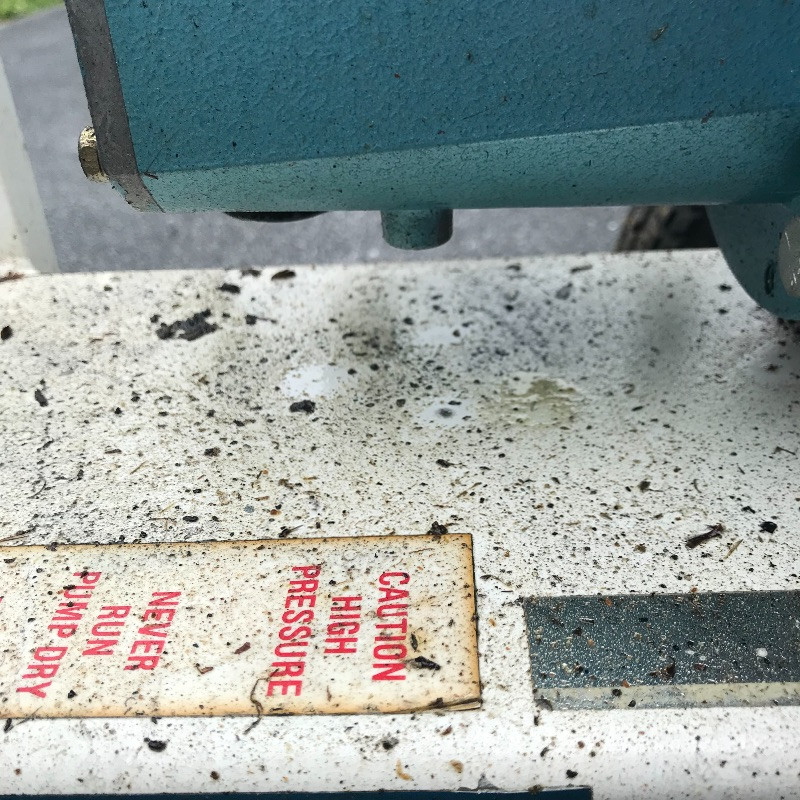 CAUTION
HIGH
PRESSURE
NEVER
RUN
PUMP DRY